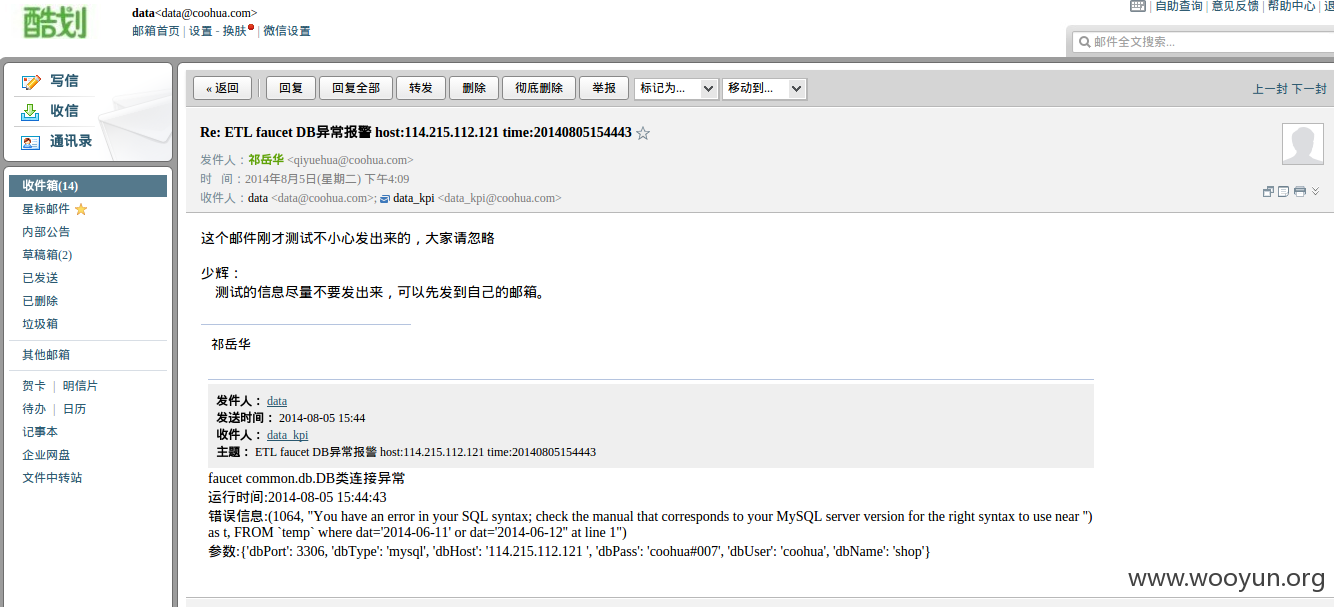 酷划
data<data@coohua.com>
邮箱首页 | 设置 - 换肤 | 微信设置
| 自助查询 | 意见反馈 | 帮助中心 | 退
邮件全文搜索...
写信
收信
通讯录
« 返回 回复 回复全部 转发 删除 彻底删除 举报 标记为... 移动到... 上一封 下一封
收件箱(14)
星标邮件
内部公告
草稿箱(2)
已发送
已删除
垃圾箱
其他邮箱
贺卡 | 明信片
待办 | 日历
记事本
企业网盘
文件中转站
Re: ETL faucet DB异常报警 host:114.215.112.121 time:20140805154443
发件人：祁岳华 <qiyuehua@coohua.com>
时 间：2014年8月5日(星期二) 下午4:09
收件人：data <data@coohua.com>; data_kpi <data_kpi@coohua.com>
这个邮件刚才测试不小心发出来的，大家请忽略
少辉：
测试的信息尽量不要发出来，可以先发到自己的邮箱。
祁岳华
发件人： data
发送时间： 2014-08-05 15:44
收件人： data_kpi
主题： ETL faucet DB异常报警 host:114.215.112.121 time:20140805154443
faucet common.db.DB类连接异常
运行时间:2014-08-05 15:44:43
错误信息:(1064, "You have an error in your SQL syntax; check the manual that corresponds to your MySQL server version for the right syntax to use near '')
as t, FROM `temp` where dat='2014-06-11' or dat='2014-06-12'' at line 1")
参数:{'dbPort': 3306, 'dbType': 'mysql', 'dbHost': '114.215.112.121 ', 'dbPass': 'coohua#007', 'dbUser': 'coohua', 'dbName': 'shop'}
www.wooyun.org